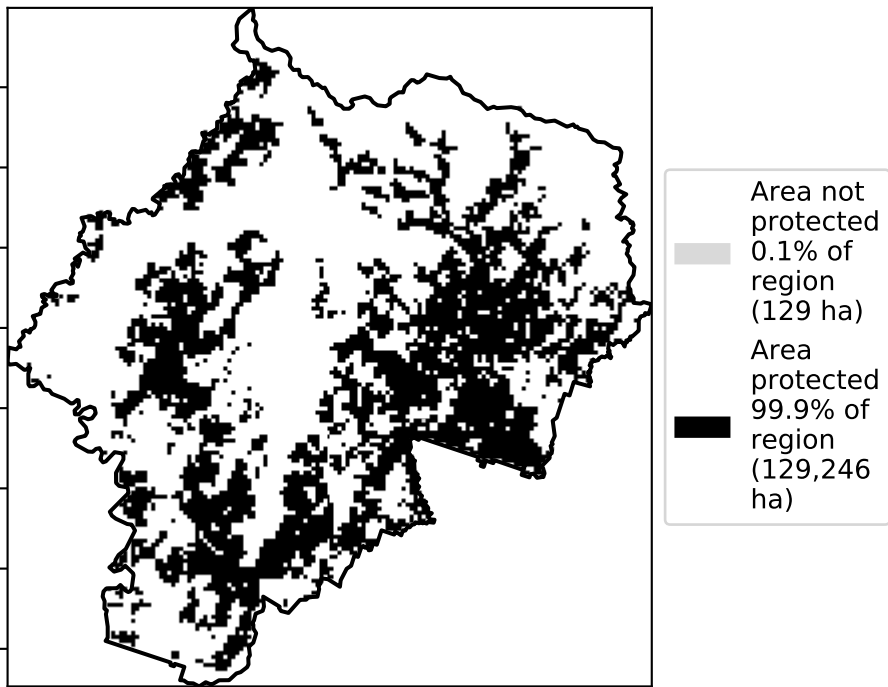 Area not
protected
0.1% of
region
(129 ha)
Area
protected
99.9% of
region
(129,246
ha)